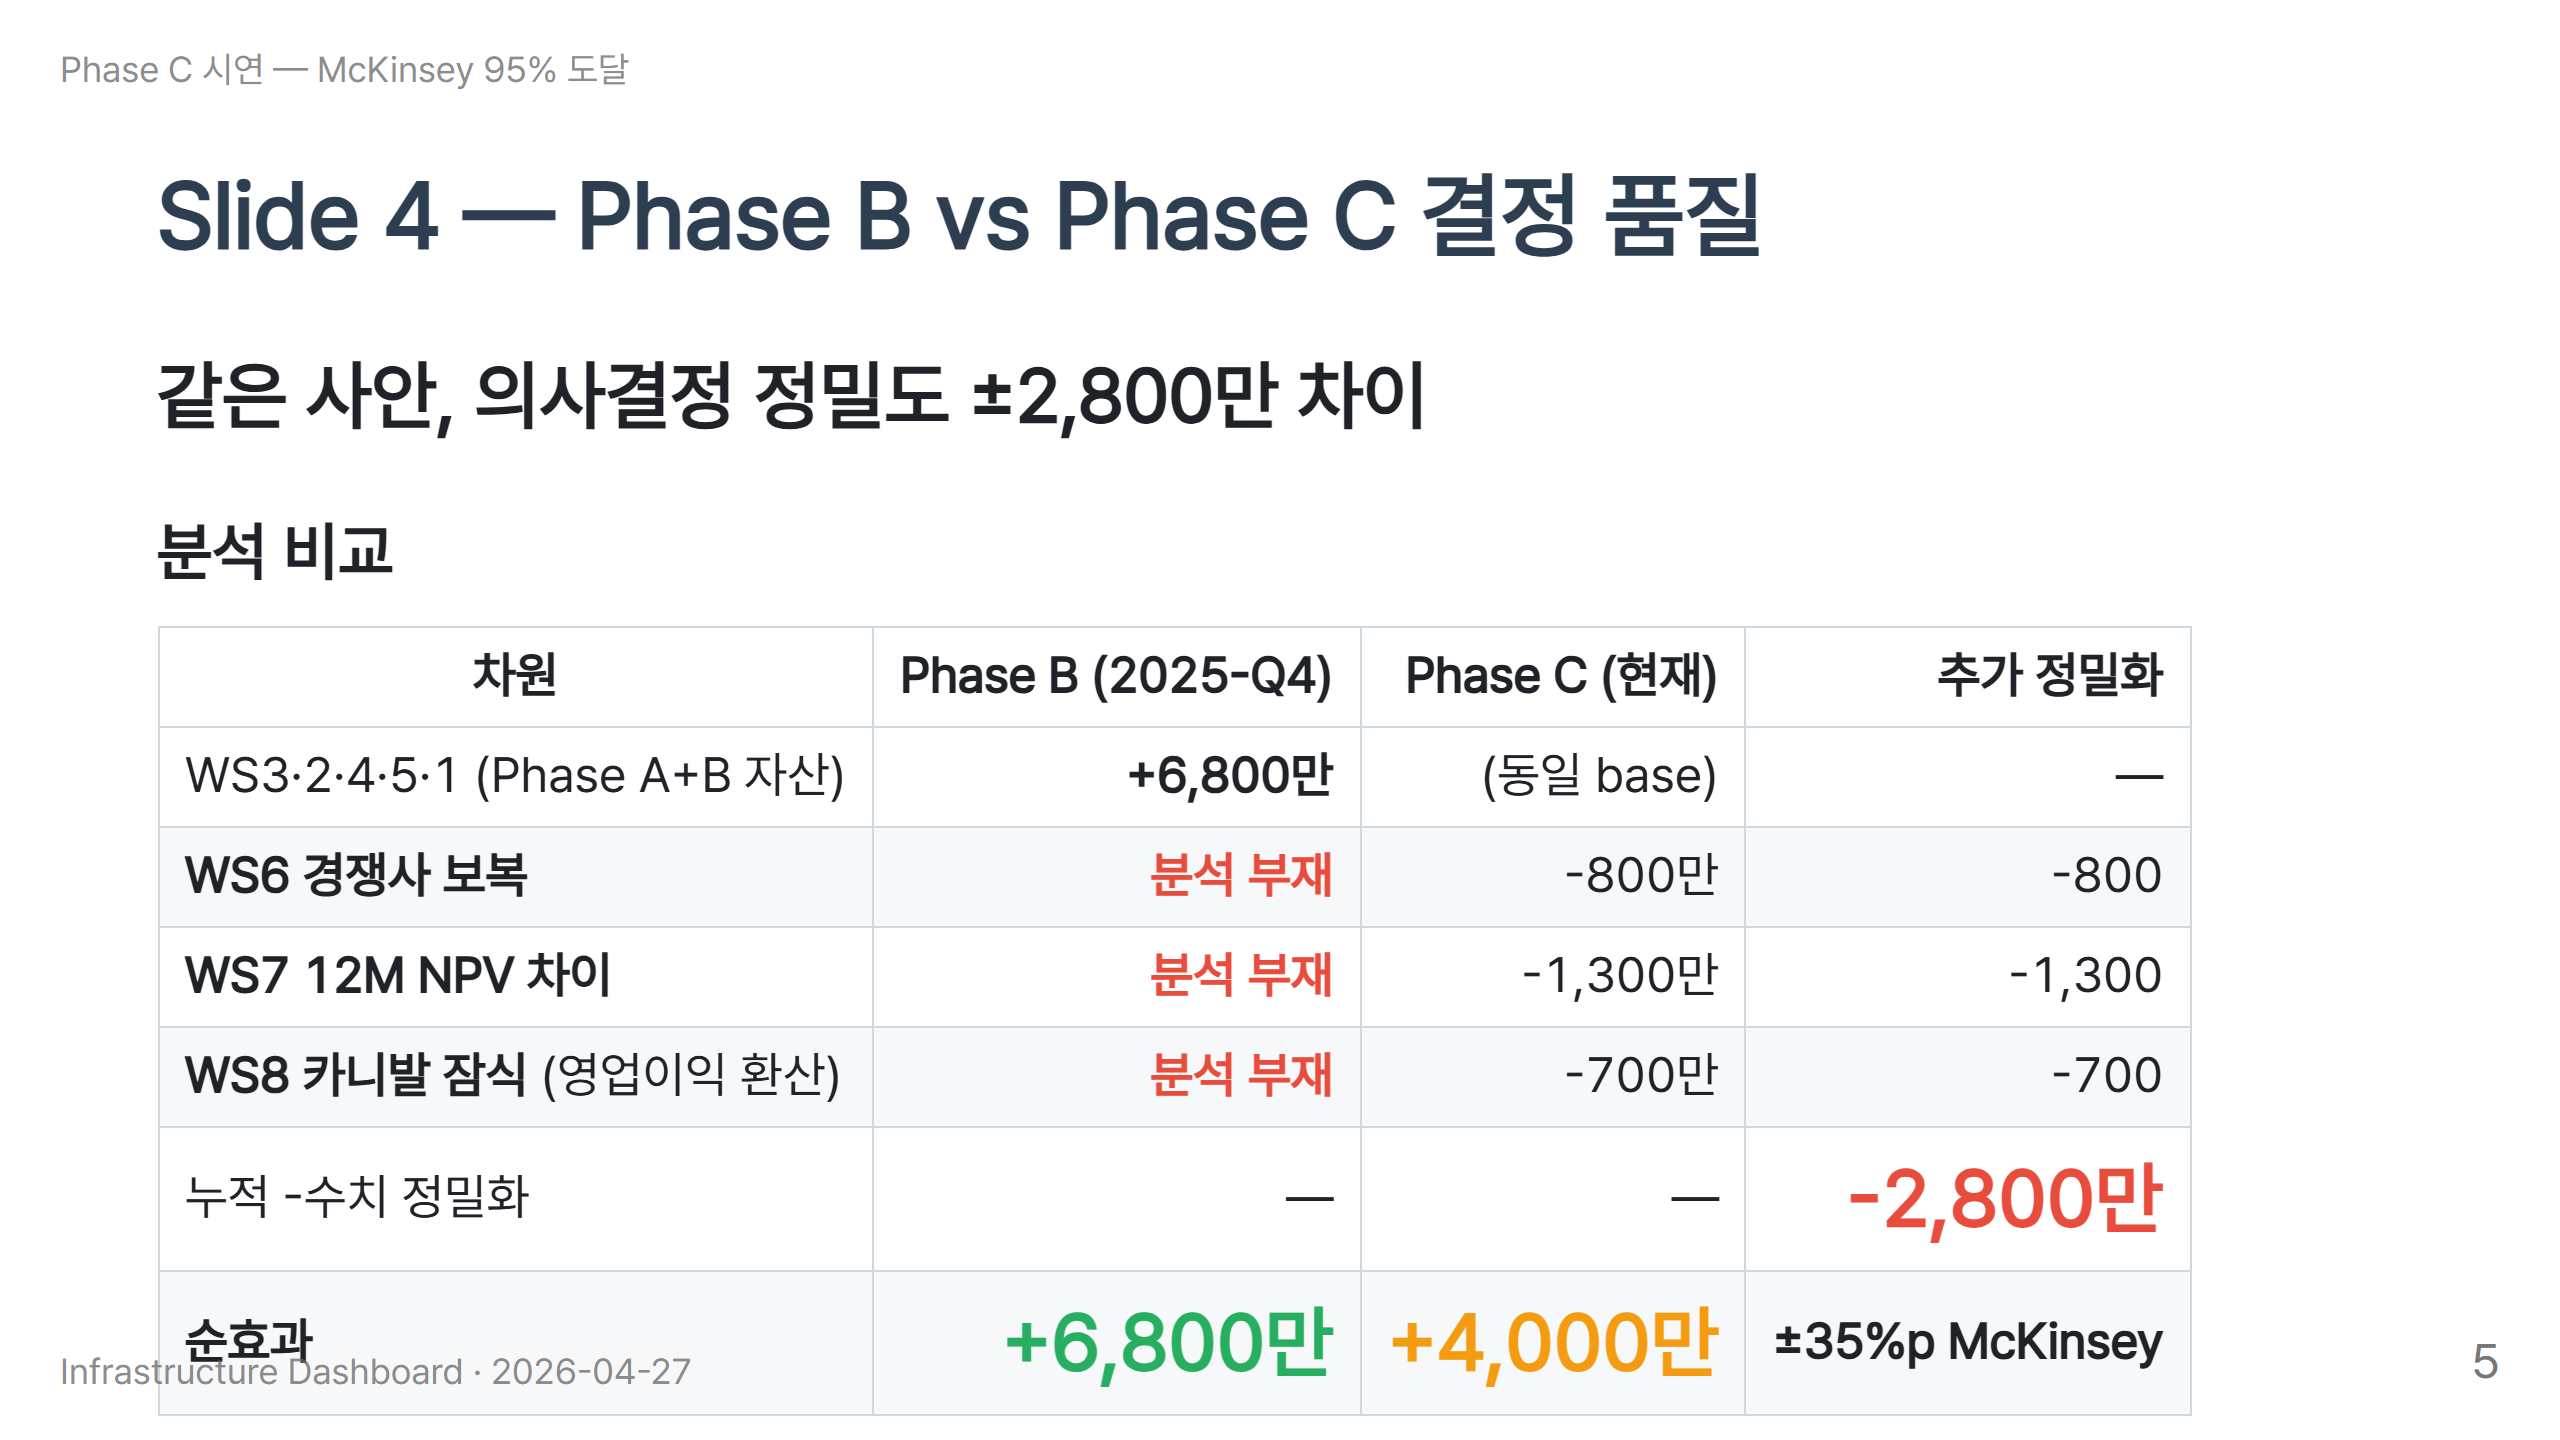 Phase C 시연 — McKinsey 95% 도달
Slide 4 — Phase B vs Phase C 결정 품질
같은 사안, 의사결정 정밀도 ±2,800만 차이
분석 비교
차원 Phase B (2025-Q4) Phase C (현재) 추가 정밀화
WS3·2·4·5·1 (Phase A+B 자산) +6,800만 (동일 base) —
WS6 경쟁사 보복 분석 부재 -800만 -800
WS7 12M NPV 차이 분석 부재 -1,300만 -1,300
WS8 카니발 잠식 (영업이익 환산) 분석 부재 -700만 -700
누적 -수치 정밀화 — — -2,800만
순효과 +6,800만 +4,000만 ±35%p McKinsey
Infrastructure Dashboard · 2026-04-27
5